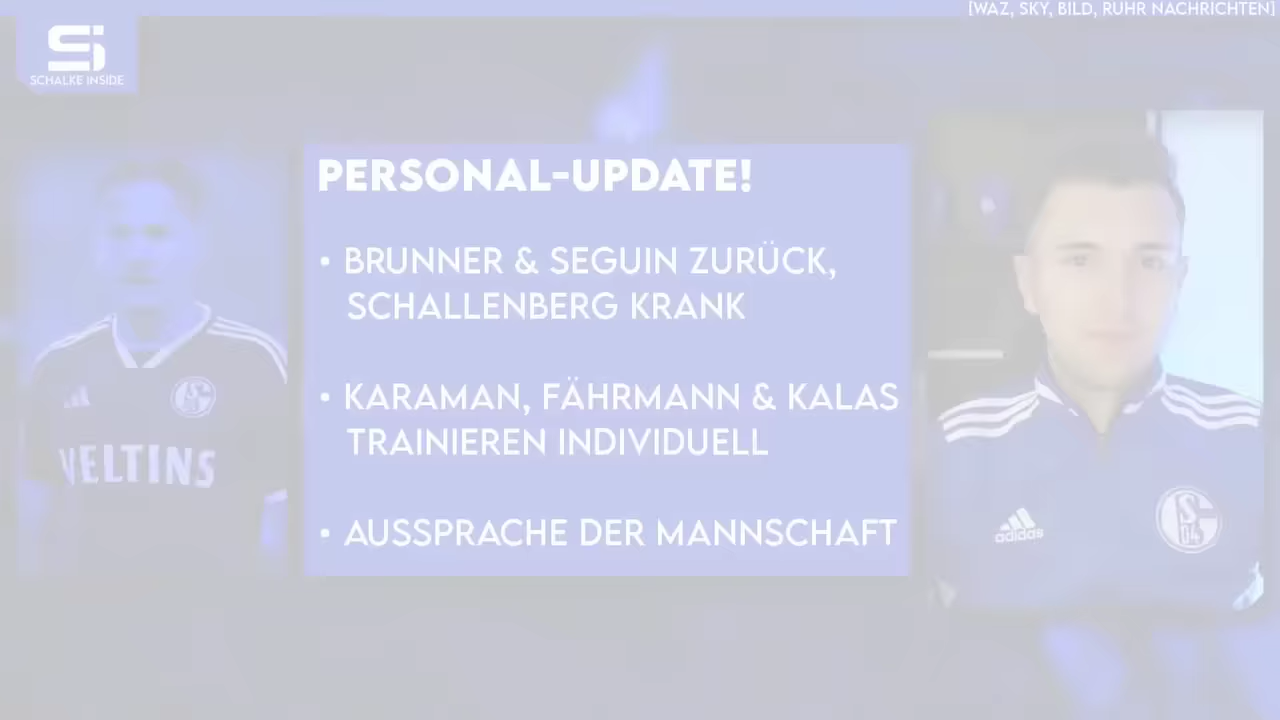 [WAZ, SKY, BILD, RUHR NACHRICHTEN]
SCHALKE INSIDE
PERSONAL-UPDATE!
• BRUNNER & SEGUIN ZURÜCK,
SCHALLENBERG KRANK
• KARAMAN, FÄHRMANN & KALAS
TRAINIEREN INDIVIDUELL
• AUSSPRACHE DER MANNSCHAFT
VELTINS
adidas
S04